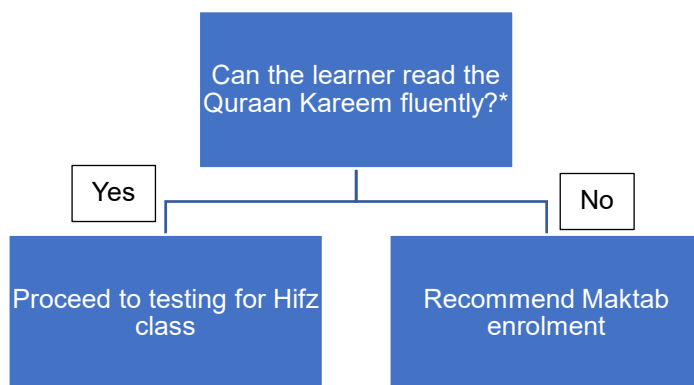 Can the learner read the
Quraan Kareem fluently?*
Yes
No
Proceed to testing for Hifz
class
Recommend Maktab
enrolment